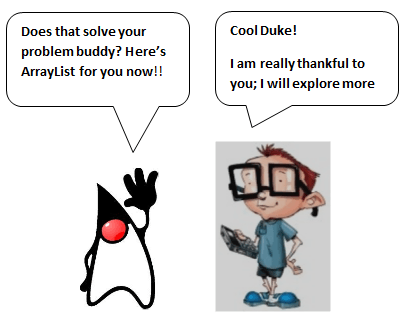 Does that solve your
problem buddy? Here’s
ArrayList for you now!!
Cool Duke!
I am really thankful to
you; I will explore more